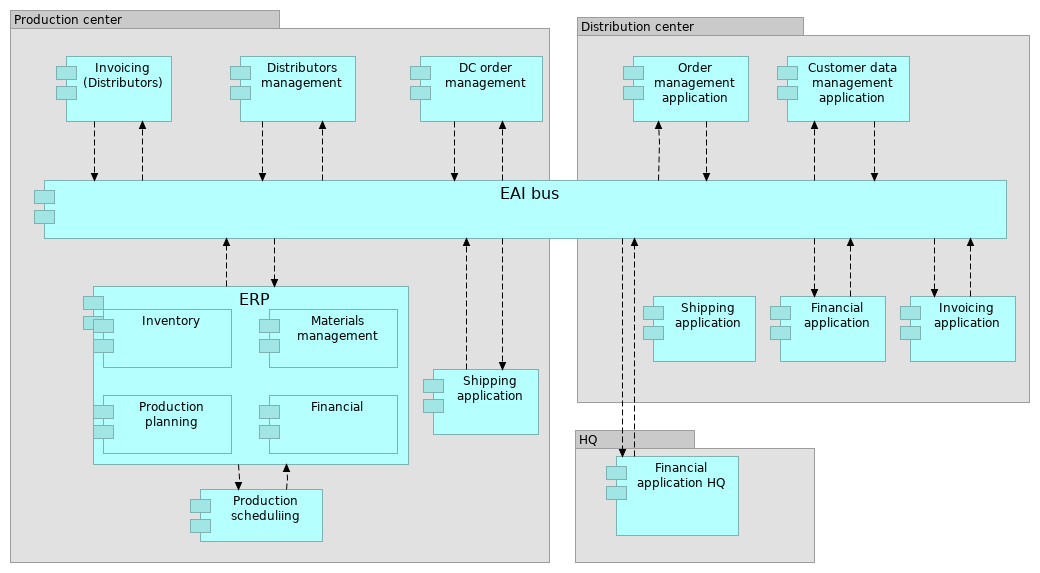 Production center
Distribution center
Invoicing
(Distributors)
Distributors
management
DC order
management
Order
management
application
Customer data
management
application
EAI bus
ERP
Inventory
Materials
management
Production
planning
Financial
Shipping
application
Production
scheduliing
Shipping
application
Financial
application
Invoicing
application
HQ
Financial
application HQ